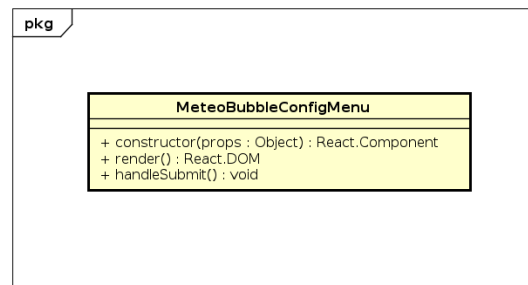 pkg
MeteoBubbleConfigMenu
+ constructor(props : Object) : React.Component
+ render() : React.DOM
+ handleSubmit() : void